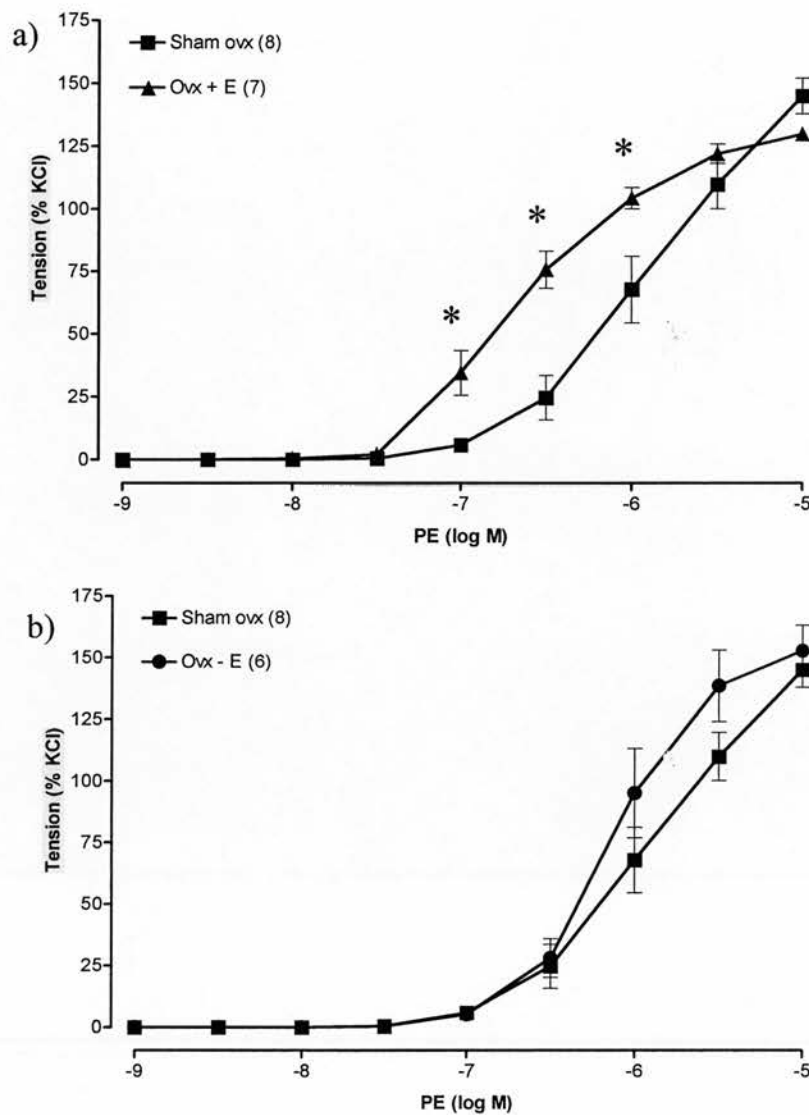 a)
Sham ovx (8)
Ovx + E (7)
175
150
125
100
75
50
25
0
Tension (% KCl)
*
*
*
-9
-8
-7
-6
-5
PE (log M)
b)
Sham ovx (8)
Ovx - E (6)
175
150
125
100
75
50
25
0
Tension (% KCl)
-9
-8
-7
-6
-5
PE (log M)